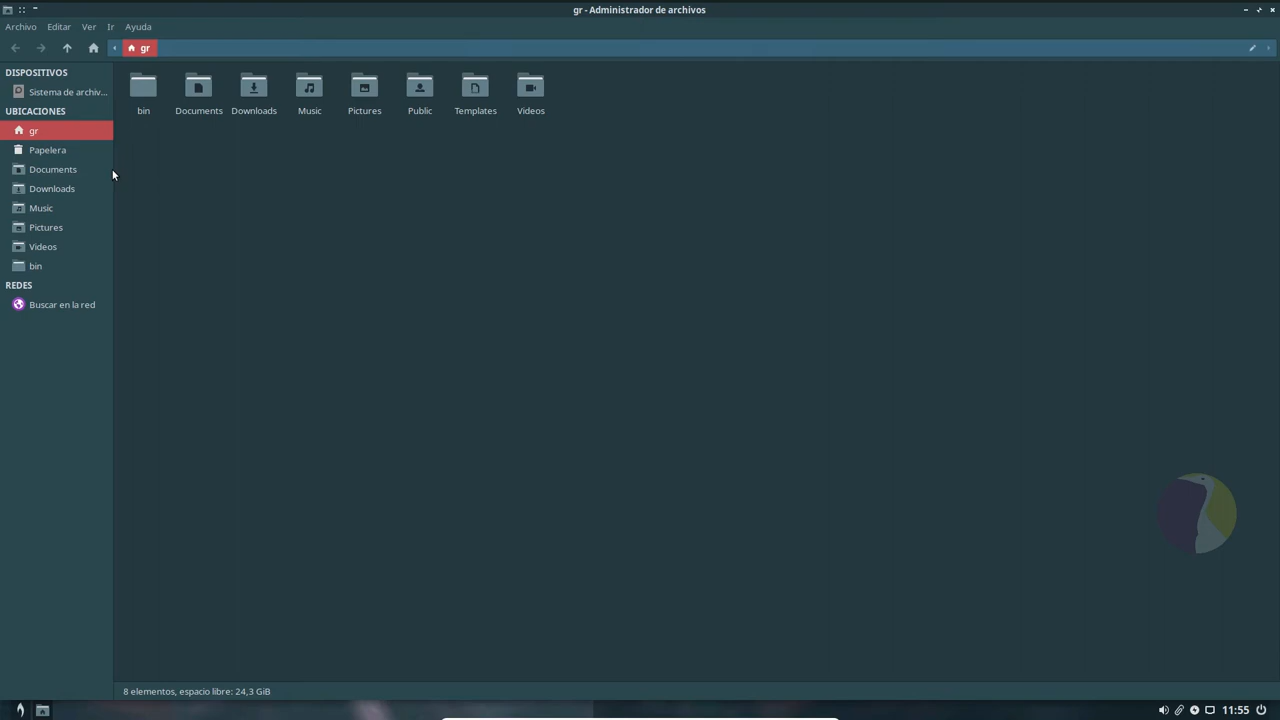 gr - Administrador de archivos
Archivo Editar Ver Ir Ayuda
gr
DISPOSITIVOS
Sistema de archiv...
UBICACIONES
gr
Papelera
Documents
Downloads
Music
Pictures
Videos
bin
REDES
Buscar en la red
bin Documents Downloads Music Pictures Public Templates Videos
8 elementos, espacio libre: 24,3 GiB
11:55